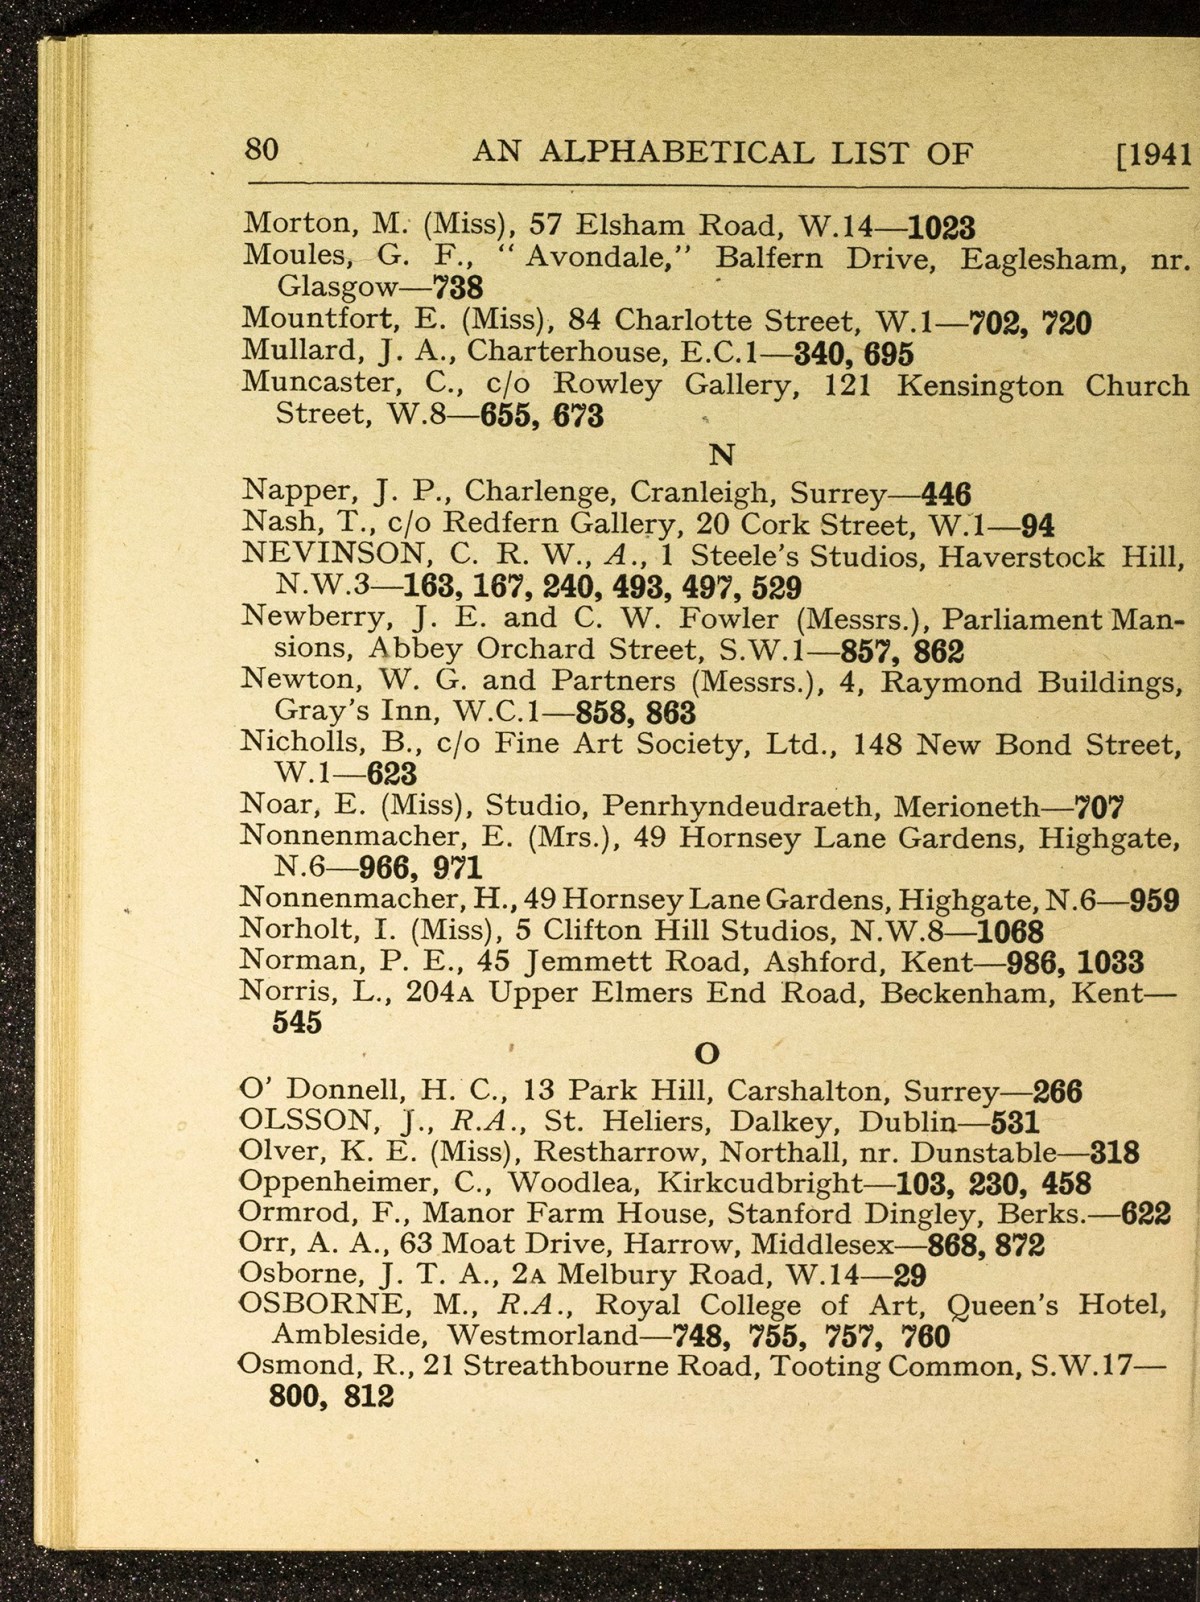 80 AN ALPHABETICAL LIST OF [1941
Morton, M. (Miss), 57 Elsham Road, W.14—1023
Moules, G. F., “ Avondale,” Balfern Drive, Eaglesham, nr.
Glasgow—738
Mountfort, E. (Miss), 84 Charlotte Street, W.1—702, 720
Mullard, J. A., Charterhouse, E.C.1—340, 695
Muncaster, C., c/o Rowley Gallery, 121 Kensington Church
Street, W.8—655, 673
N
Napper, J. P., Charlenge, Cranleigh, Surrey—446
Nash, T., c/o Redfern Gallery, 20 Cork Street, W.1—94
NEVINSON, C. R. W., A., 1 Steele’s Studios, Haverstock Hill,
N.W.3—163, 167, 240, 493, 497, 529
Newberry, J. E. and C. W. Fowler (Messrs.), Parliament Man-
sions, Abbey Orchard Street, S.W.1—857, 862
Newton, W. G. and Partners (Messrs.), 4, Raymond Buildings,
Gray’s Inn, W.C.1—858, 863
Nicholls, B., c/o Fine Art Society, Ltd., 148 New Bond Street,
W.1—623
Noar, E. (Miss), Studio, Penrhyndeudraeth, Merioneth—707
Nonnenmacher, E. (Mrs.), 49 Hornsey Lane Gardens, Highgate,
N.6—966, 971
Nonnenmacher, H., 49 Hornsey Lane Gardens, Highgate, N.6—959
Norholt, I. (Miss), 5 Clifton Hill Studios, N.W.8—1068
Norman, P. E., 45 Jemmett Road, Ashford, Kent—986, 1033
Norris, L., 204A Upper Elmers End Road, Beckenham, Kent—
545
O
O’ Donnell, H. C., 13 Park Hill, Carshalton, Surrey—266
OLSSON, J., R.A., St. Heliers, Dalkey, Dublin—531
Olver, K. E. (Miss), Restharrow, Northall, nr. Dunstable—318
Oppenheimer, C., Woodlea, Kirkcudbright—103, 230, 458
Ormrod, F., Manor Farm House, Stanford Dingley, Berks.—622
Orr, A. A., 63 Moat Drive, Harrow, Middlesex—868, 872
Osborne, J. T. A., 2A Melbury Road, W.14—29
OSBORNE, M., R.A., Royal College of Art, Queen’s Hotel,
Ambleside, Westmorland—748, 755, 757, 760
Osmond, R., 21 Streathbourne Road, Tooting Common, S.W.17—
800, 812